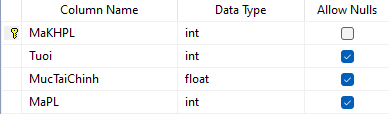 Column Name Data Type Allow Nulls
MaKHPL int
Tuoi int
MucTaiChinh float
MaPL int